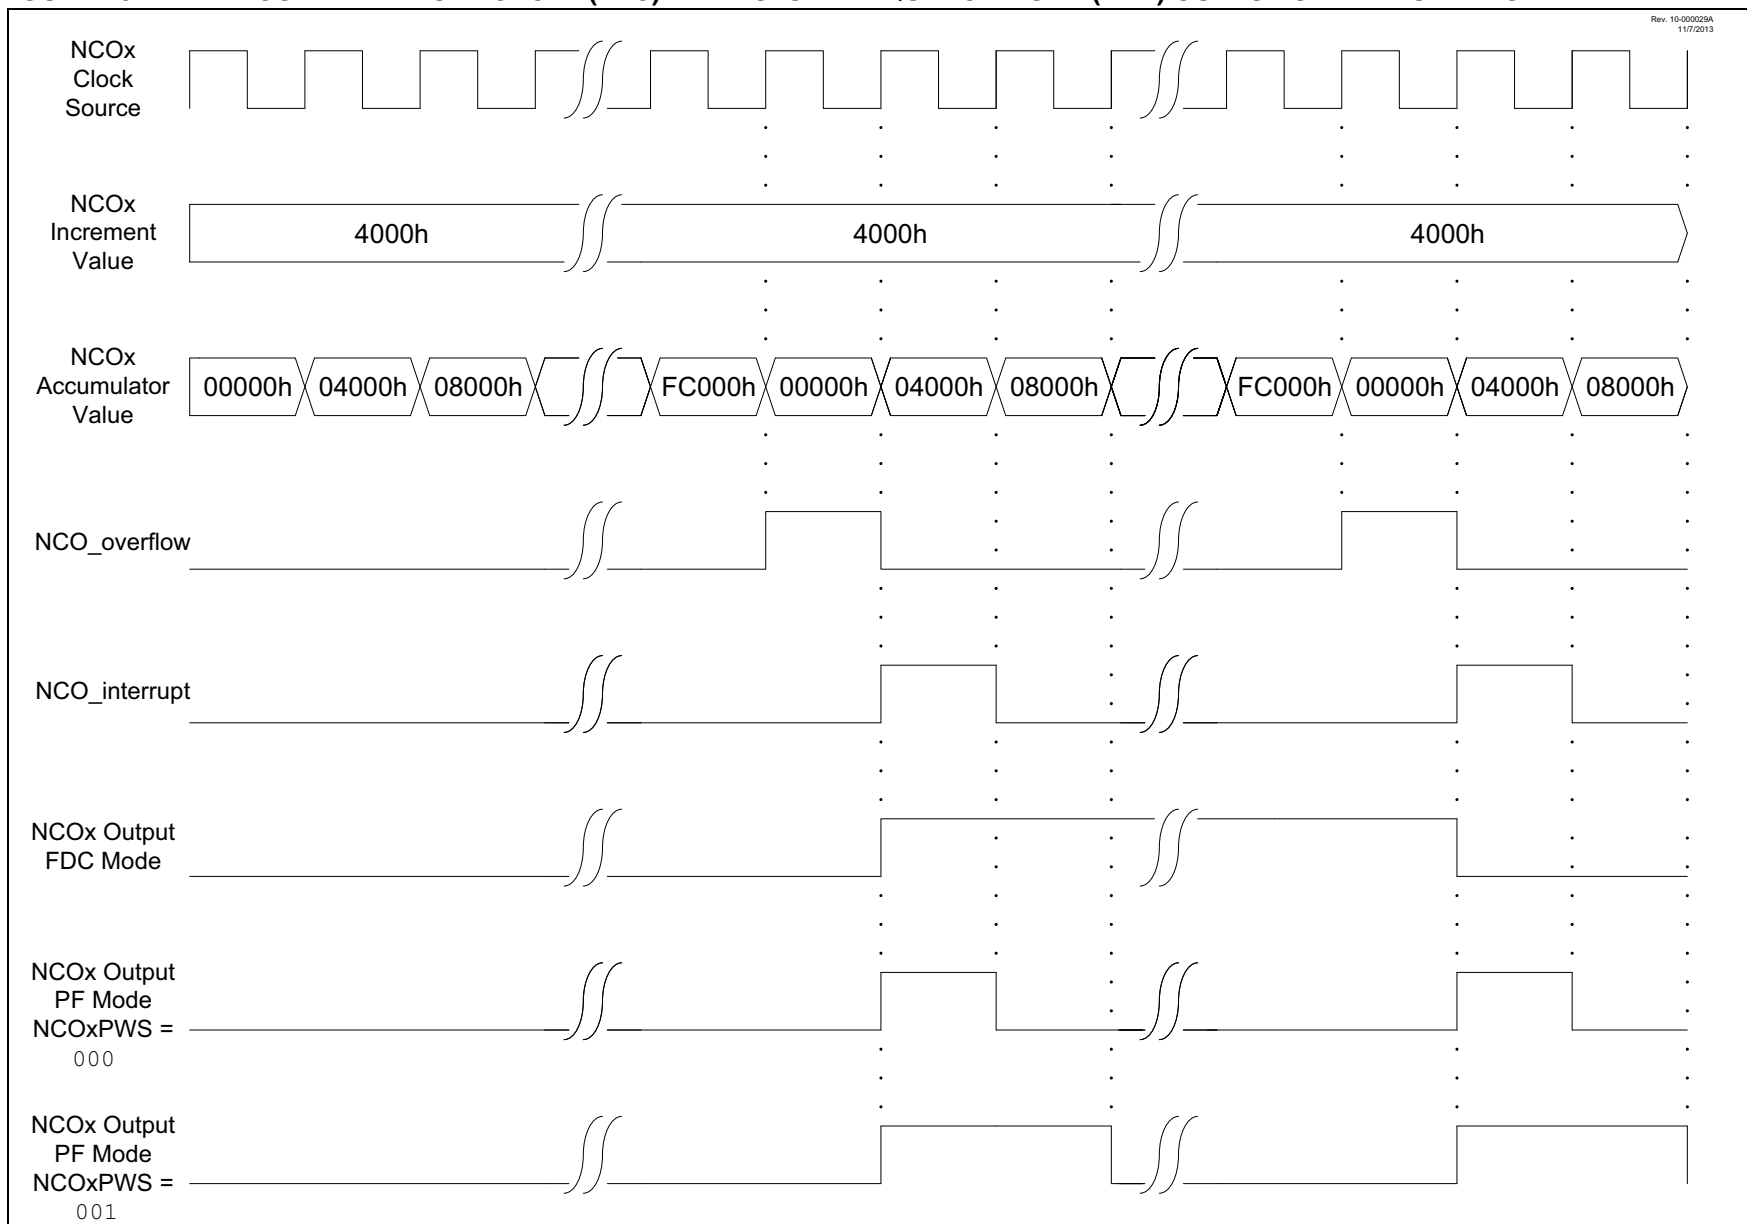 Rev. 10-000029A
11/7/2013
NCOx
Clock
Source
NCOx
Increment
Value
4000h
4000h
4000h
NCOx
Accumulator
Value
00000h
04000h
08000h
FC000h
00000h
04000h
08000h
FC000h
00000h
04000h
08000h
NCO_overflow
NCO_interrupt
NCOx Output
FDC Mode
NCOx Output
PF Mode
NCOxPWS =
000
NCOx Output
PF Mode
NCOxPWS =
001